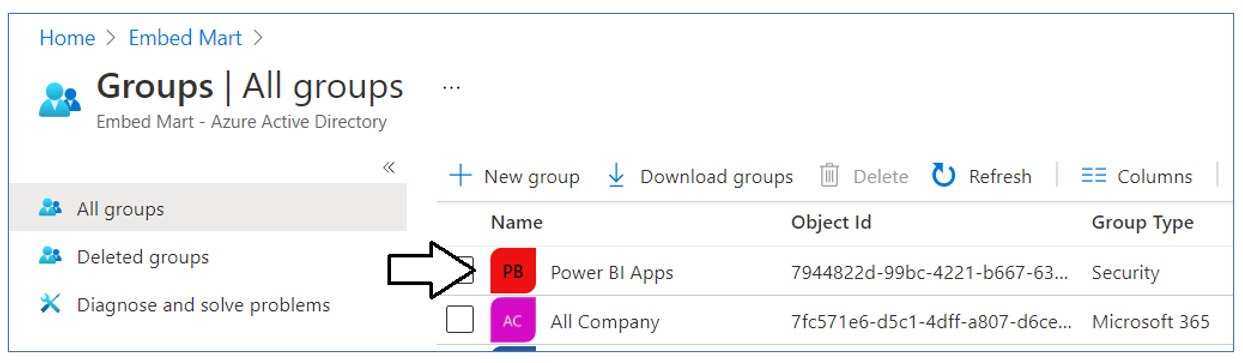 Home > Embed Mart >
Groups | All groups ...
Embed Mart - Azure Active Directory
«
New group Download groups Delete Refresh Columns
All groups
Deleted groups
Diagnose and solve problems
Name Object Id Group Type
PB Power BI Apps 7944822d-99bc-4221-b667-63... Security
AC All Company 7fc571e6-d5c1-4dff-a807-d6ce... Microsoft 365